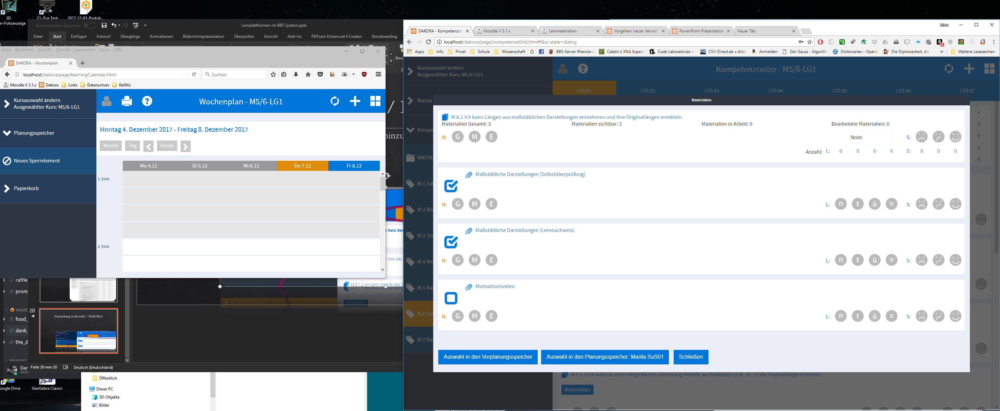 3D
n-Fotoanzeige
CL-Eye Test
2017-12-01-Protok...
Automatisches Speichern
Lernplattformen im BBS System.pptx
Datei Start Einfügen Entwurf Übergänge Animationen Bildschirmpräsentation Überprüfen Ansicht Add-Ins PDFsam Enhanced 4 Creator Storyboarding
Datei Bearbeiten Ansicht Chronik Lesezeichen Extras Hilfe
DAKORA - Wochenplan
localhost/dakora/page/learningCalendar.html
Suchen
Moodle V 3.1.x Dakora Links Datenschutz BelWü
Kursauswahl ändern
Ausgewählter Kurs: M5/6-LG1
Planungsspeicher
Neues Sperrelement
Papierkorb
Wochenplan - M5/6-LG1
Montag 4. Dezember 2017 - Freitag 8. Dezember 2017
Woche Tag Heute
Mo 4.12 Di 5.12 Mi 6.12 Do 7.12 Fr 8.12
1. Einh
2. Einh
Ano
hinzu
n Satz des
n Satz des
M.5.1.2 Ich kann mithilfe des S
# raffle
# prom
MEME
# food_
# dank_
# the_d
PRIMARY
20
Darstellung in Moodle / DAKORA
Dar
#6501
Folie 20 von 20 Deutsch (Deutschland)
oogle Drive
GeoGebra Classic
Öffentlich
Dieser PC
3D-Objekte
Bilder
DAKORA - Kompetenzras
Moodle V 3.1.x
Lernmaterialien
Vorgehen: neuer Verwalt
PowerPoint-Präsentation
Neuer Tab
Marc
localhost/dakora/page/competenceGrid.html#&ui-state=dialog
Apps Info Privat Schule Wissenschaft BBS-Server Rheinland Catalin's XNA Experim Code Laboratories > CSV-Direct.de » Artik Anmelden Der Gauss - Algorithm Dictionaries – OpenO Die Diplomarbeit, die » Weitere Lesezeichen
Kursauswahl ändern
Ausgewählter Kurs: M5/6-LG1
Marita
Kompe
MATHE
M.1 Zal
M.2 Rec
M.4 Me
M.5 Rau
M.6 Fun
M.7 Dat
Kompetenzraster - M5/6-LG1
LFS 01 LFS 02 LFS 03 LFS 04 LFS 05 LFS 06 LFS 07
Materialien
M.6.1 Ich kann Längen aus maßstäblichen Darstellungen entnehmen und ihre Originallängen ermitteln.
Materialien Gesamt: 3 Materialien sichtbar: 3 Materialien in Arbeit: 0 Bearbeitete Materialien: 0
N: G M E Note: S:
Anzahl: L: 0 0 0 0 S: 0 0 0
Maßstäbliche Darstellungen (Selbstüberprüfung)
N: G M E L: n t ü v S:
Maßstäbliche Darstellungen (Lernnachweis)
N: G M E L: n t ü v S:
Motivationsvideo
N: G M E L: n t ü v S:
Auswahl in den Vorplanungsspeicher Auswahl in den Planungsspeicher: Marita SuS01 Schließen
v
0
0
0
0
M.6.1.4 Ich kann zu einer vergrößerten Zeichnung mithilfe des Maßstabs (z. B. 10 : 1) die Originallänge ermitteln.
Materialien